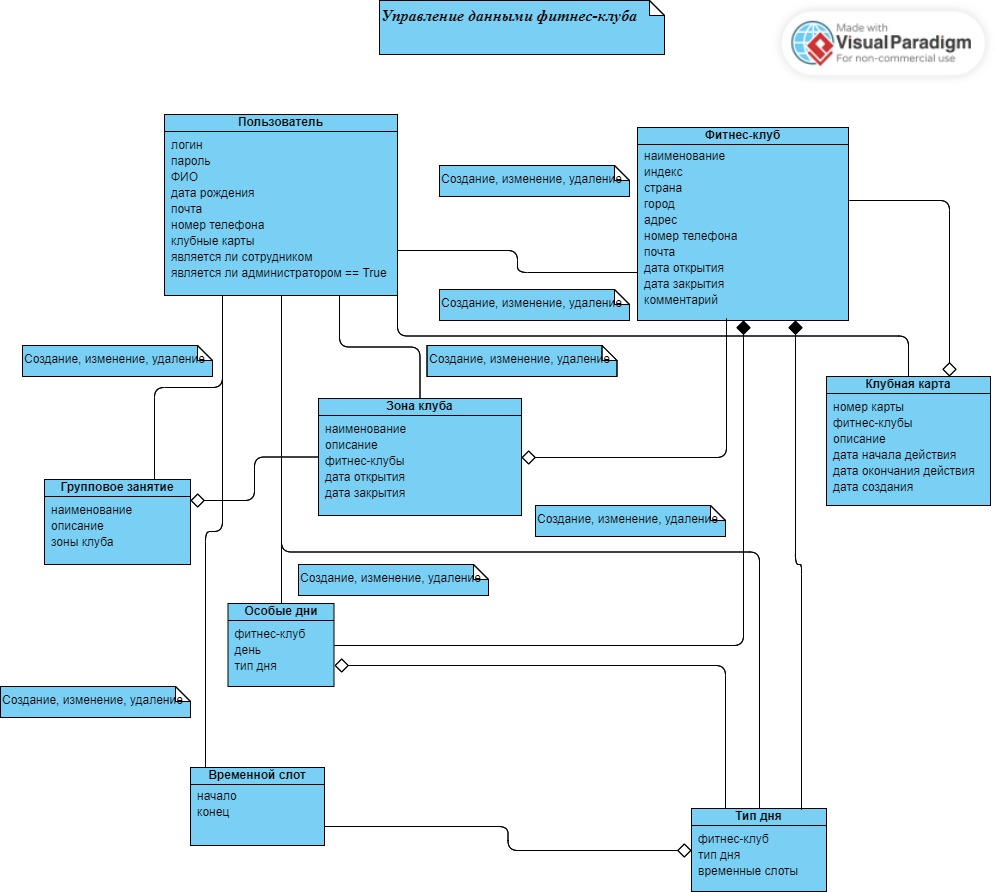 Управление данными фитнес-клуба
Made with
Visual Paradigm
For non-commercial use
Пользователь
логин
пароль
ФИО
дата рождения
почта
номер телефона
клубные карты
является ли сотрудником
является ли администратором == True
Создание, изменение, удаление
Фитнес-клуб
наименование
индекс
страна
город
адрес
номер телефона
почта
дата открытия
дата закрытия
комментарий
Создание, изменение, удаление
Создание, изменение, удаление
Создание, изменение, удаление
Клубная карта
номер карты
фитнес-клубы
описание
дата начала действия
дата окончания действия
дата создания
Зона клуба
наименование
описание
фитнес-клубы
дата открытия
дата закрытия
Групповое занятие
наименование
описание
зоны клуба
Создание, изменение, удаление
Создание, изменение, удаление
Особые дни
фитнес-клуб
день
тип дня
Создание, изменение, удаление
Временной слот
начало
конец
Тип дня
фитнес-клуб
тип дня
временные слоты